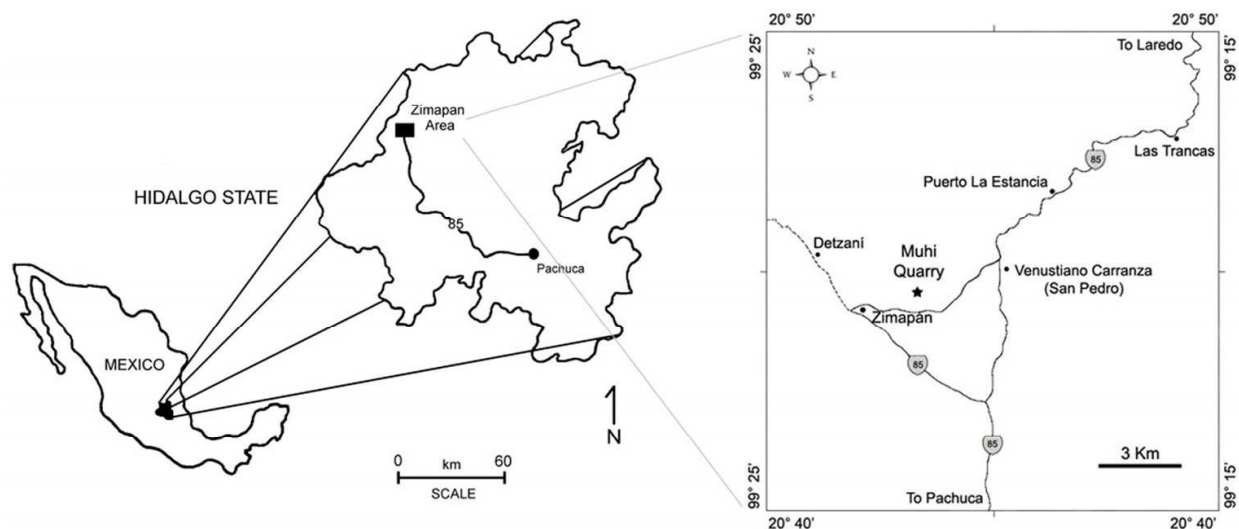 Zimapan
Area
HIDALGO STATE
85
Pachuca
MEXICO
N
0 km 60
SCALE
20° 50'
20° 50'
99° 25'
99° 15'
N
W E
S
To Laredo
85
Las Trancas
Puerto La Estancia
Detzaní
Muhi
Quarry
Venustiano Carranza
(San Pedro)
Zimapán
85
85
3 Km
To Pachuca
99° 25'
99° 15'
20° 40'
20° 40'